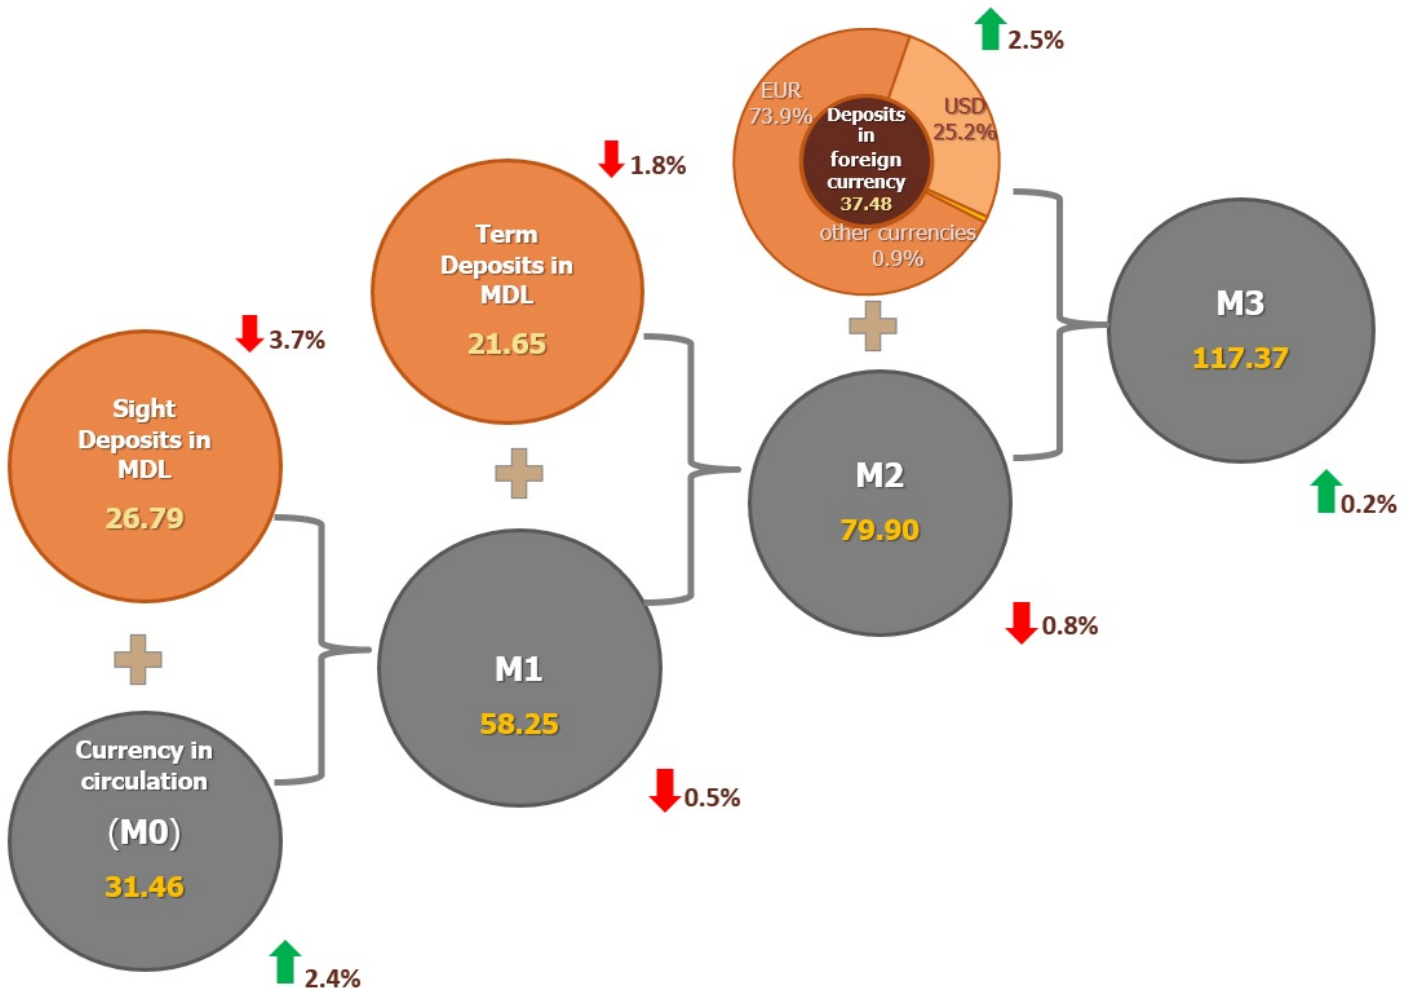 2.5%
EUR
73.9%
USD
25.2%
Deposits
in
foreign
currency
37.48
other currencies
0.9%
1.8%
Term
Deposits in
MDL
21.65
M3
117.37
3.7%
Sight
Deposits in
MDL
26.79
M2
79.90
0.2%
0.8%
M1
58.25
Currency in
circulation
(M0)
31.46
0.5%
2.4%